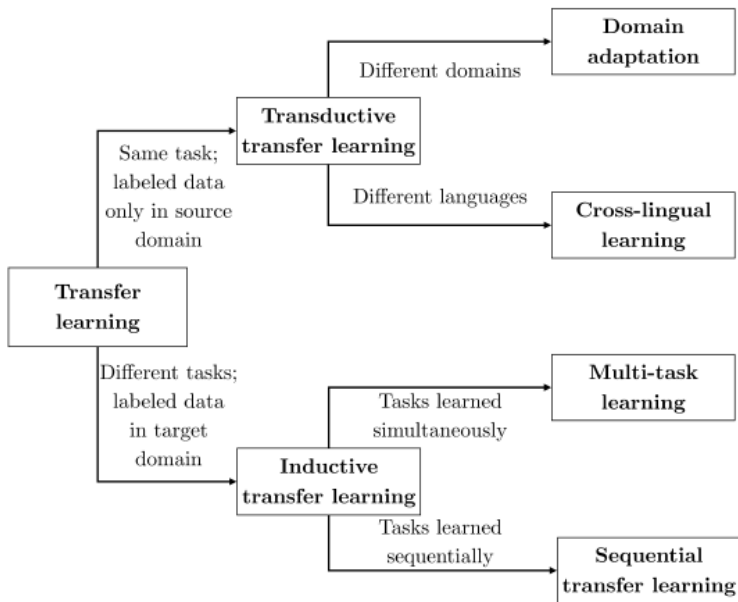 Domain
adaptation
Different domains
Transductive
transfer learning
Same task;
labeled data
only in source
domain
Different languages
Cross-lingual
learning
Transfer
learning
Different tasks;
labeled data
in target
domain
Multi-task
learning
Tasks learned
simultaneously
Inductive
transfer learning
Tasks learned
sequentially
Sequential
transfer learning